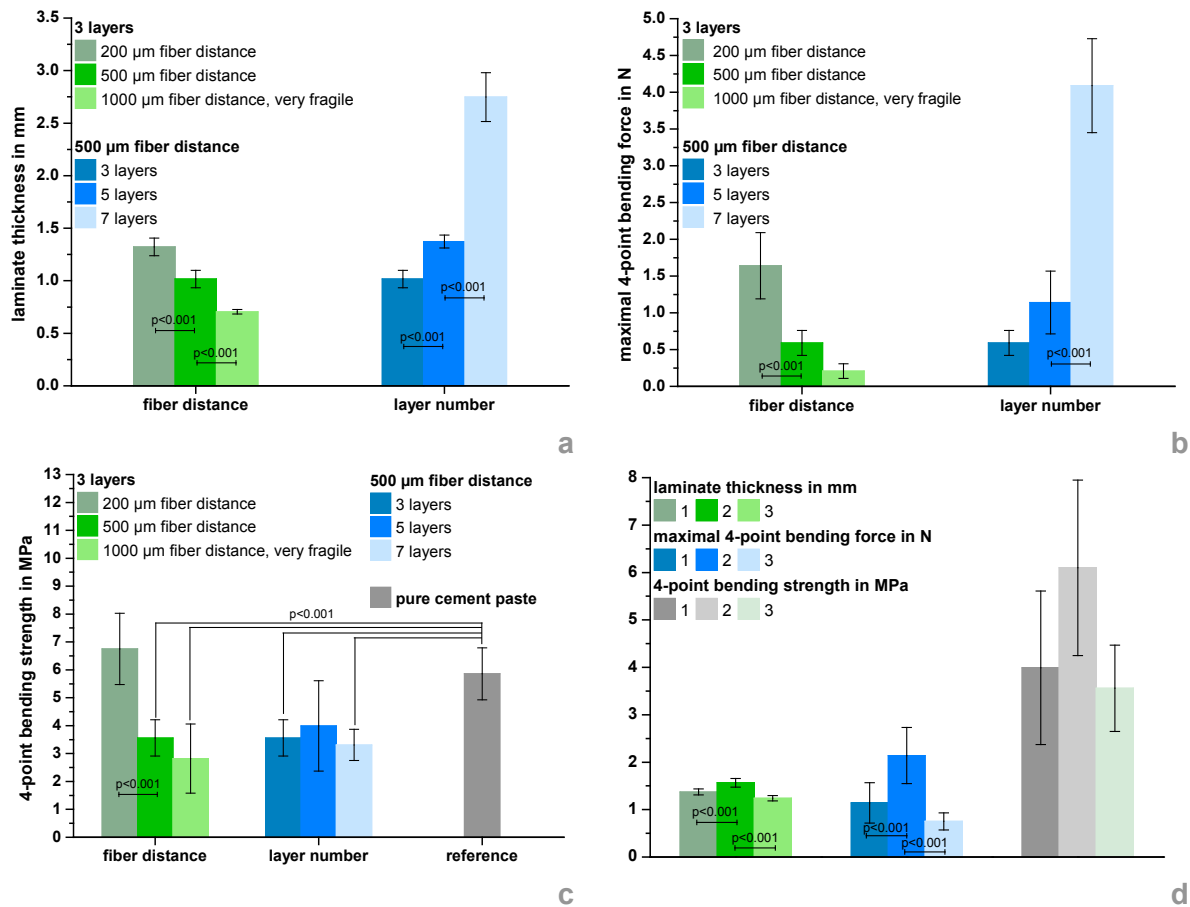 3 layers
200 µm fiber distance
500 µm fiber distance
1000 µm fiber distance, very fragile
500 µm fiber distance
3 layers
5 layers
7 layers
laminate thickness in mm
3.5
3.0
2.5
2.0
1.5
1.0
0.5
0.0
p<0.001
p<0.001
p<0.001
p<0.001
fiber distance
layer number
a
3 layers
200 µm fiber distance
500 µm fiber distance
1000 µm fiber distance, very fragile
500 µm fiber distance
3 layers
5 layers
7 layers
maximal 4-point bending force in N
5.0
4.5
4.0
3.5
3.0
2.5
2.0
1.5
1.0
0.5
0.0
p<0.001
p<0.001
fiber distance
layer number
b
3 layers
200 µm fiber distance
500 µm fiber distance
1000 µm fiber distance, very fragile
500 µm fiber distance
3 layers
5 layers
7 layers
pure cement paste
4-point bending strength in MPa
13
12
11
10
9
8
7
6
5
4
3
2
1
0
p<0.001
p<0.001
fiber distance
layer number
reference
c
laminate thickness in mm
1 2 3
maximal 4-point bending force in N
1 2 3
4-point bending strength in MPa
1 2 3
8
7
6
5
4
3
2
1
0
p<0.001
p<0.001
p<0.001
p<0.001
d